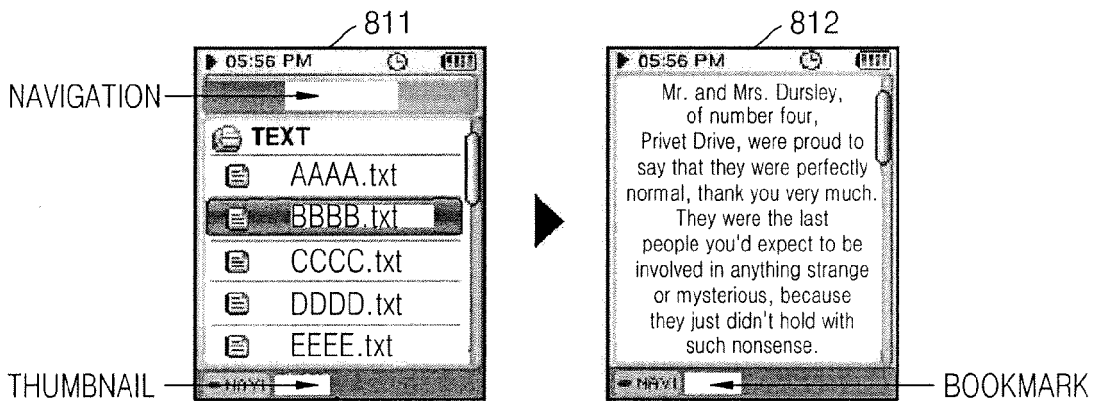 811
05:56 PM
NAVIGATION
TEXT
AAAA.txt
BBBB.txt
CCCC.txt
DDDD.txt
EEEE.txt
THUMBNAIL
NAVI
812
05:56 PM
Mr. and Mrs. Dursley,
of number four,
Privet Drive, were proud to
say that they were perfectly
normal, thank you very much.
They were the last
people you'd expect to be
involved in anything strange
or mysterious, because
they just didn't hold with
such nonsense.
NAVI
BOOKMARK